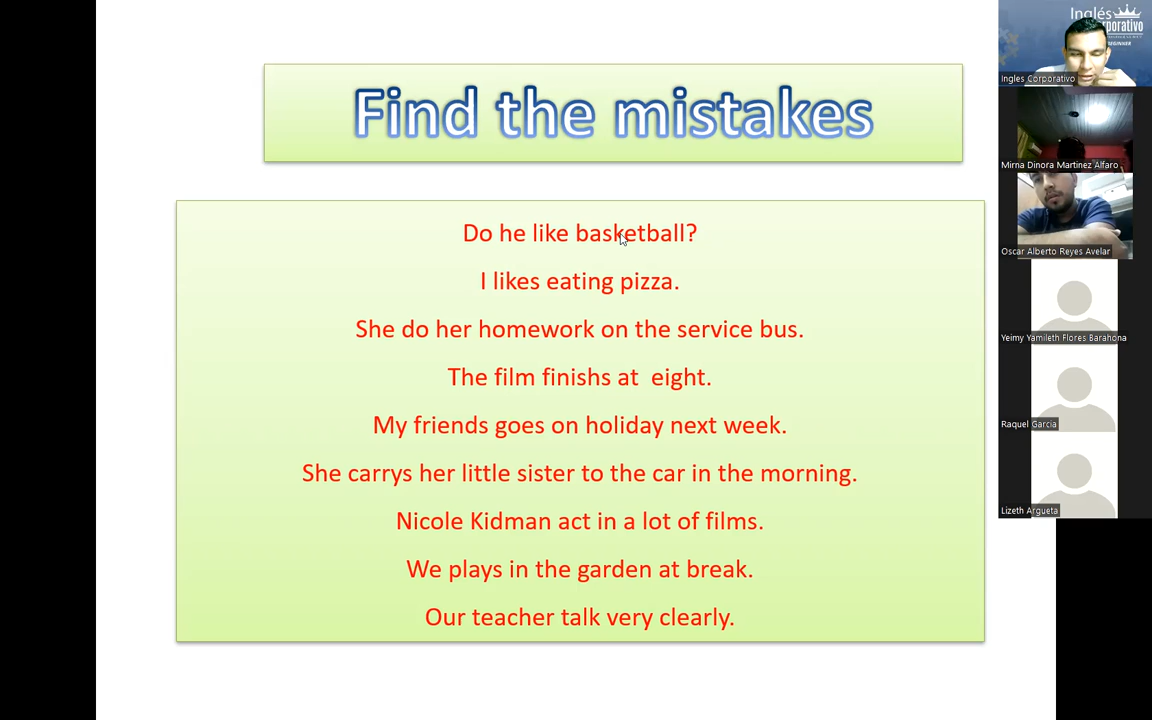 Find the mistakes
Do he like basketball?
I likes eating pizza.
She do her homework on the service bus.
The film finishs at  eight.
My friends goes on holiday next week.
She carrys her little sister to the car in the morning.
Nicole Kidman act in a lot of films.
We plays in the garden at break.
Our teacher talk very clearly.
Inglés
Ingles Corporativo
Mirna Dinora Martinez Alfaro
Oscar Alberto Reyes Avelar
Yeimy Yamileth Flores Barahona
Raquel Garcia
Lizeth Argueta